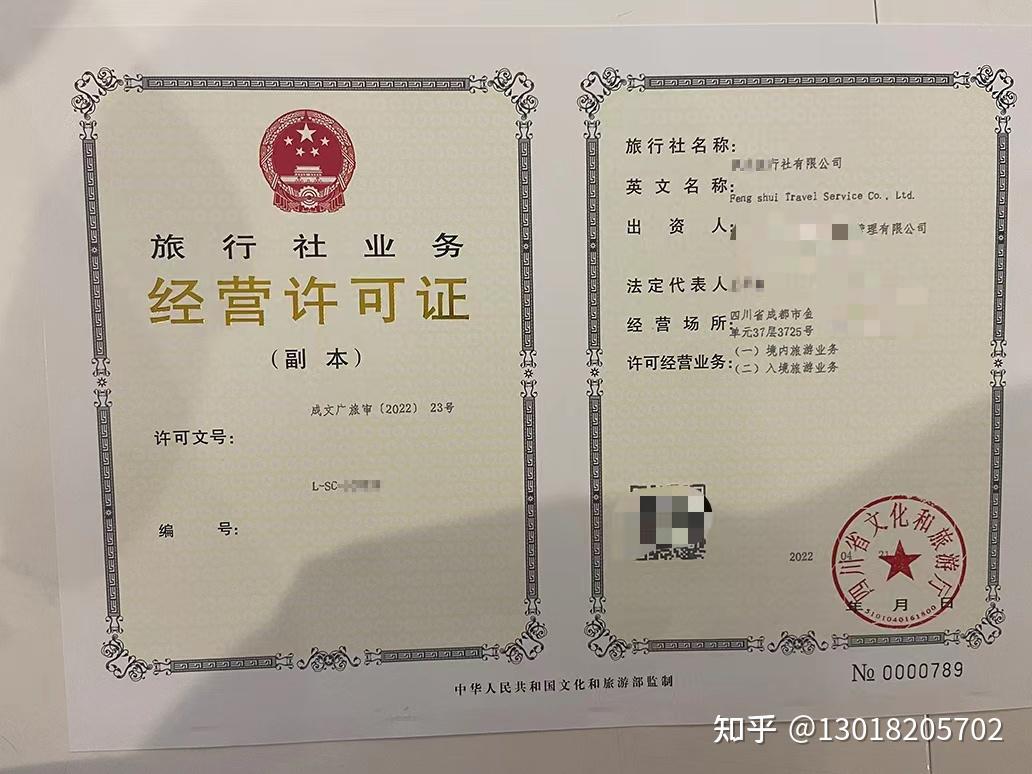 旅行社业务
经营许可证
（副本）
成文广旅审〔2022〕 23号
许可文号：
L-SC-
编 号：
旅行社名称：
行社有限公司
英文名称：
Feng shui Travel Service Co., Ltd.
出资人：
管理有限公司
法定代表人
经营场所：
四川省成都市金
单元37层3725号
许可经营业务：
（一）境内旅游业务
（二）入境旅游业务
四川省文化和旅游厅
2022 04 21
年 月 日
5101040161800
№ 0000789
中华人民共和国文化和旅游部监制
知乎 @13018205702